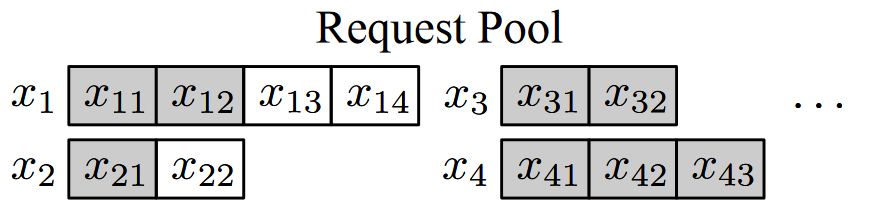 Request Pool
x₁ x₁₁ x₁₂ x₁₃ x₁₄ x₃ x₃₁ x₃₂ ...
x₂ x₂₁ x₂₂ x₄ x₄₁ x₄₂ x₄₃